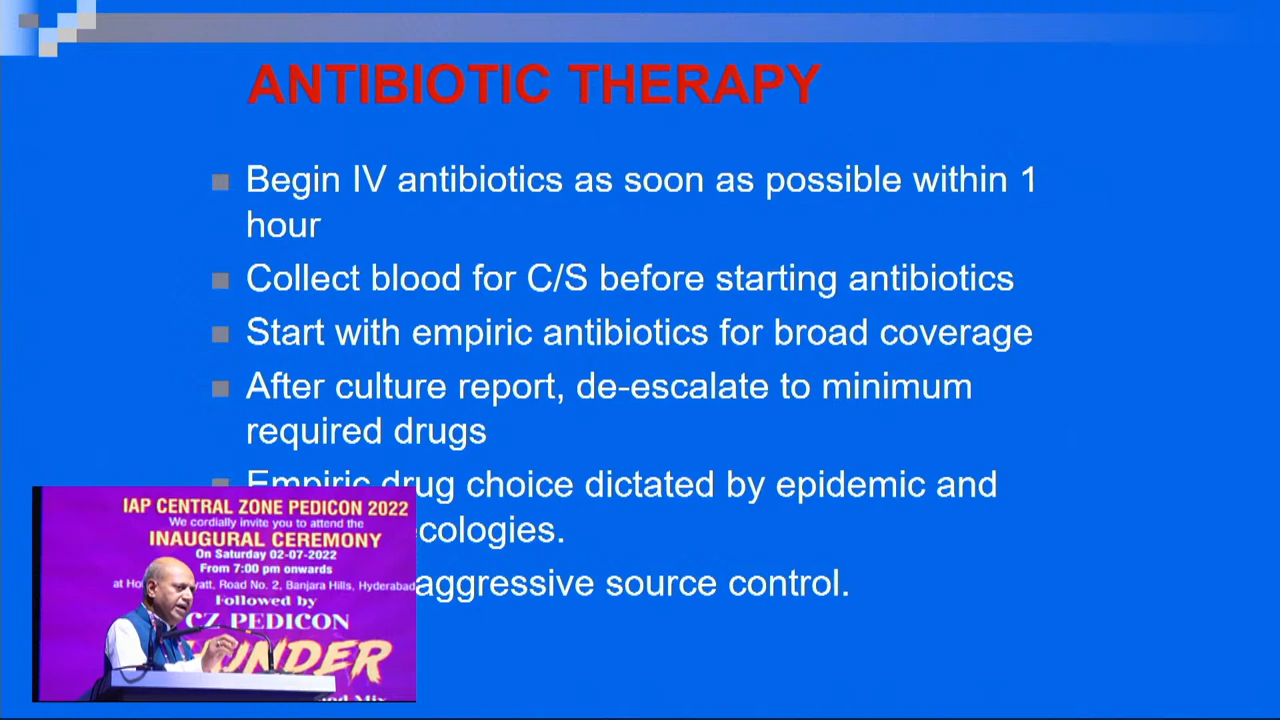 ANTIBIOTIC THERAPY
Begin IV antibiotics as soon as possible within 1
hour
Collect blood for C/S before starting antibiotics
Start with empiric antibiotics for broad coverage
After culture report, de-escalate to minimum
required drugs
Empiric drug choice dictated by epidemic and
ecologies.
aggressive source control.
IAP CENTRAL ZONE PEDICON 2022
We cordially invite you to attend the
INAUGURAL CEREMONY
On Saturday 02-07-2022
From 7:00 pm onwards
at Road No. 2, Banjara Hills, Hyderabad
Followed by
CZ PEDICON